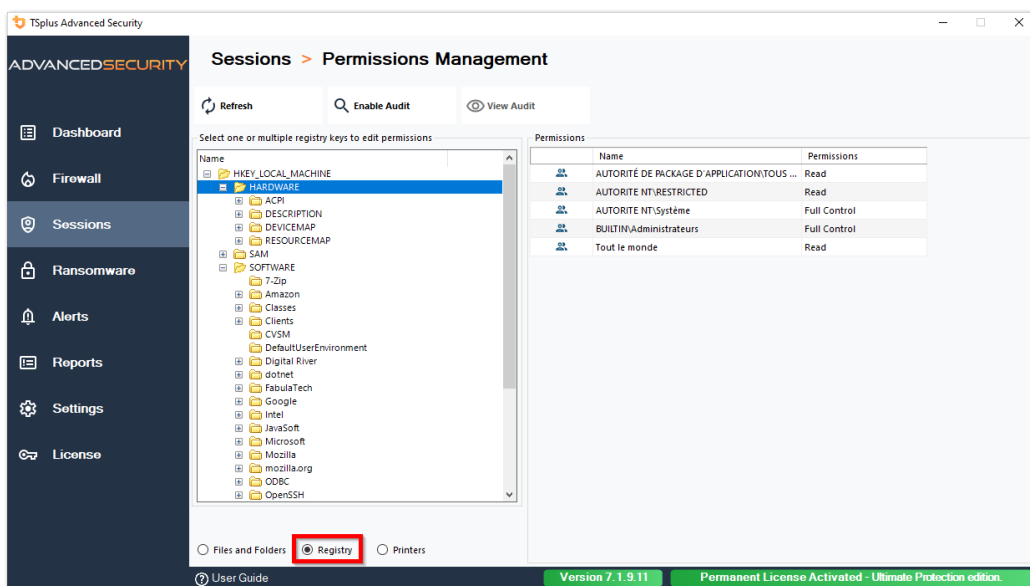 TSplus Advanced Security
ADVANCEDSECURITY
Dashboard
Firewall
Sessions
Ransomware
Alerts
Reports
Settings
License
Sessions > Permissions Management
Refresh
Enable Audit
View Audit
Select one or multiple registry keys to edit permissions
Name
HKEY_LOCAL_MACHINE
HARDWARE
ACPI
DESCRIPTION
DEVICEMAP
RESOURCEMAP
SAM
SOFTWARE
7-Zip
Amazon
Classes
Clients
CVSM
DefaultUserEnvironment
Digital River
dotnet
FabulaTech
Google
Intel
JavaSoft
Microsoft
Mozilla
mozilla.org
ODBC
OpenSSH
Files and Folders
Registry
Printers
Permissions
Name Permissions
AUTORITÉ DE PACKAGE D'APPLICATION\TOUS ... Read
AUTORITE NT\RESTRICTED Read
AUTORITE NT\Système Full Control
BUILTIN\Administrateurs Full Control
Tout le monde Read
User Guide
Version 7.1.9.11
Permanent License Activated - Ultimate Protection edition.